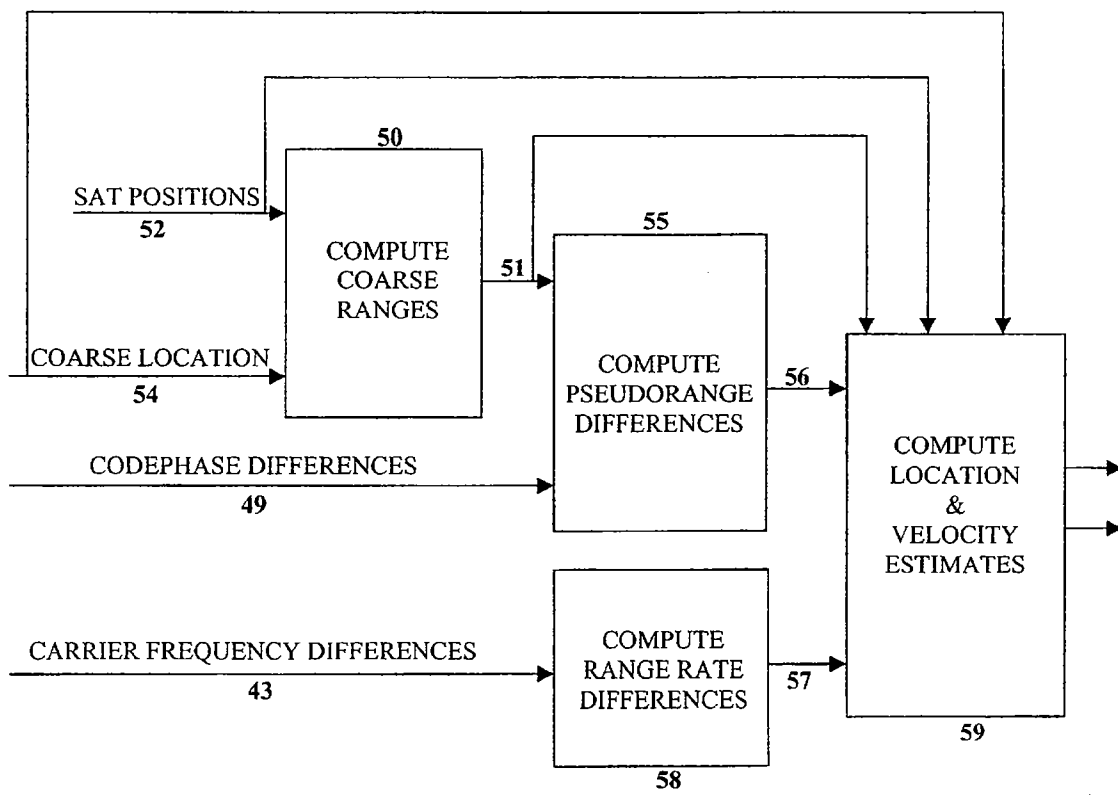 50
SAT POSITIONS
52
COMPUTE
COARSE
RANGES
51
55
COARSE LOCATION
54
COMPUTE
PSEUDORANGE
DIFFERENCES
56
CODEPHASE DIFFERENCES
49
COMPUTE
LOCATION
&
VELOCITY
ESTIMATES
59
CARRIER FREQUENCY DIFFERENCES
43
COMPUTE
RANGE RATE
DIFFERENCES
57
58